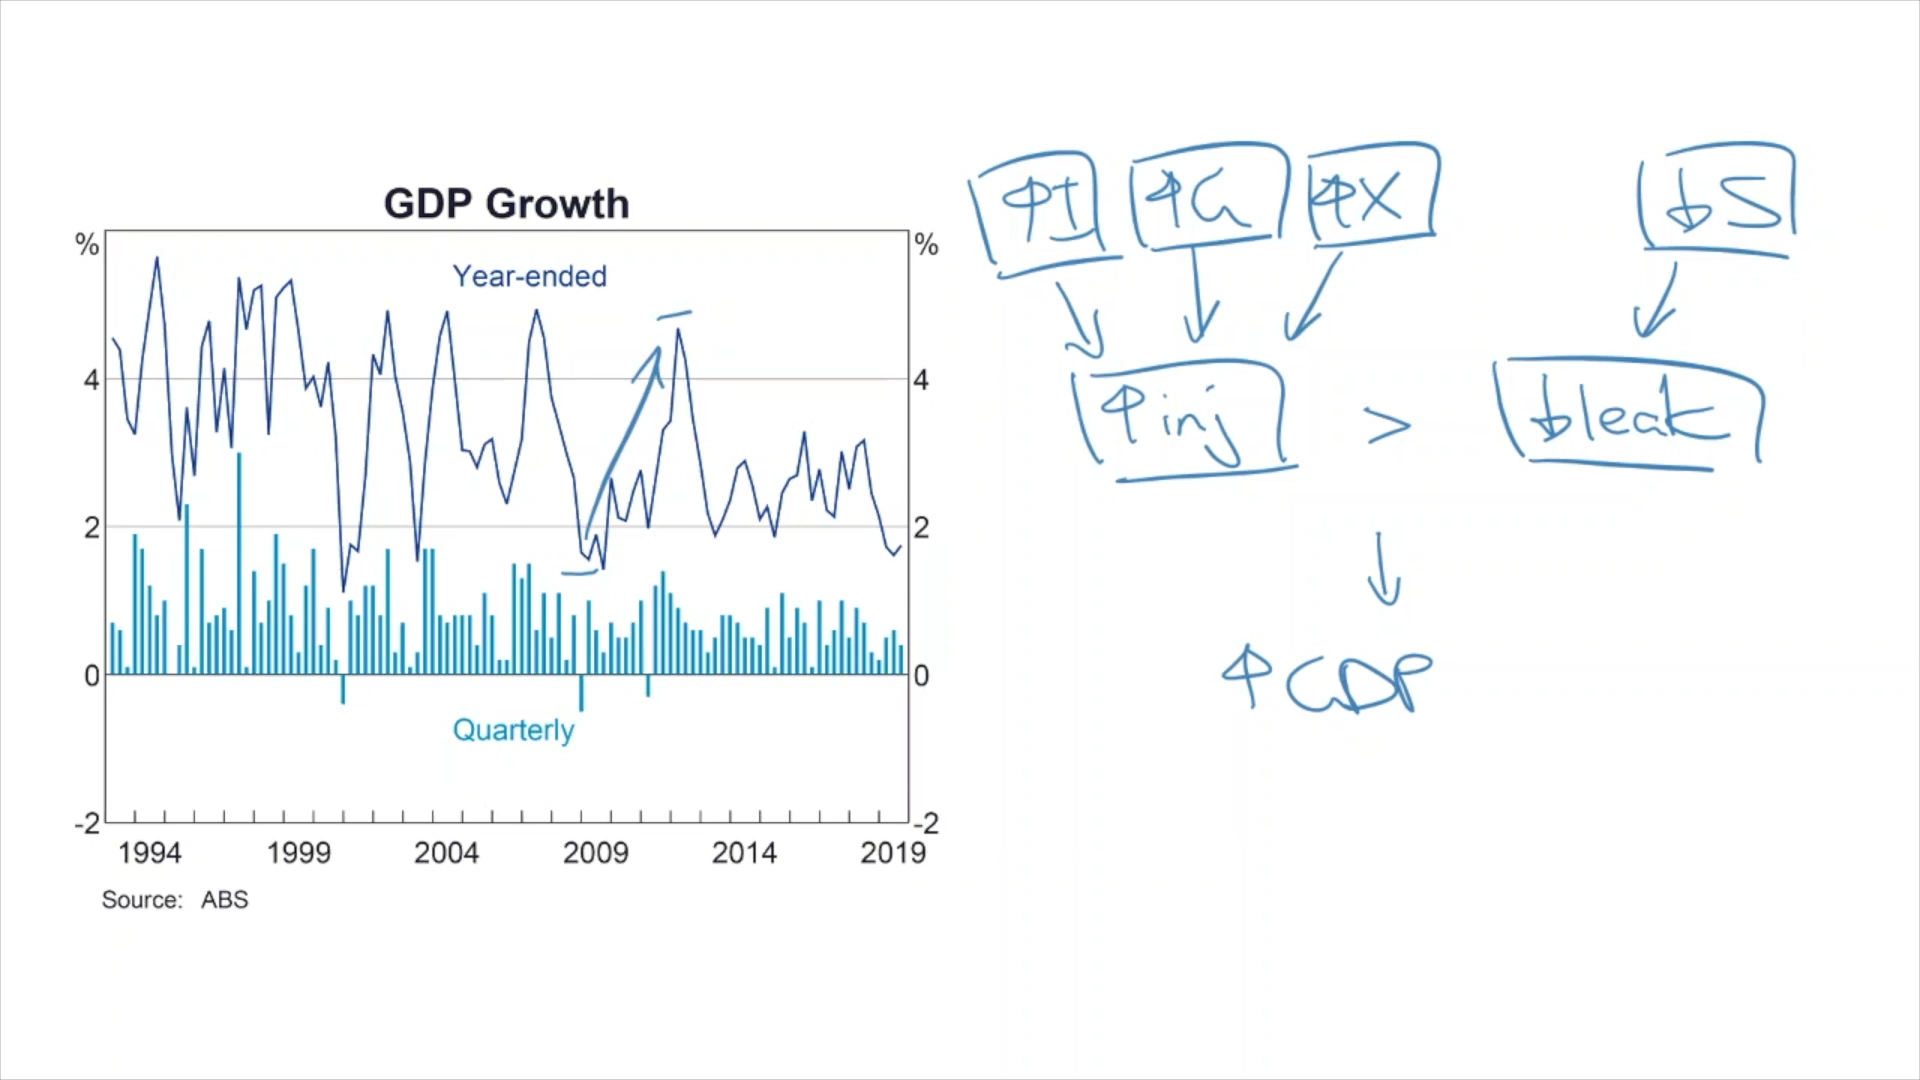 GDP Growth
% %
Year-ended
4 4
2 2
0 0
Quarterly
-2 -2
1994 1999 2004 2009 2014 2019
Source: ABS
↑I ↑G ↑X ↓S
↑inj > ↓leak
↓
↑GDP